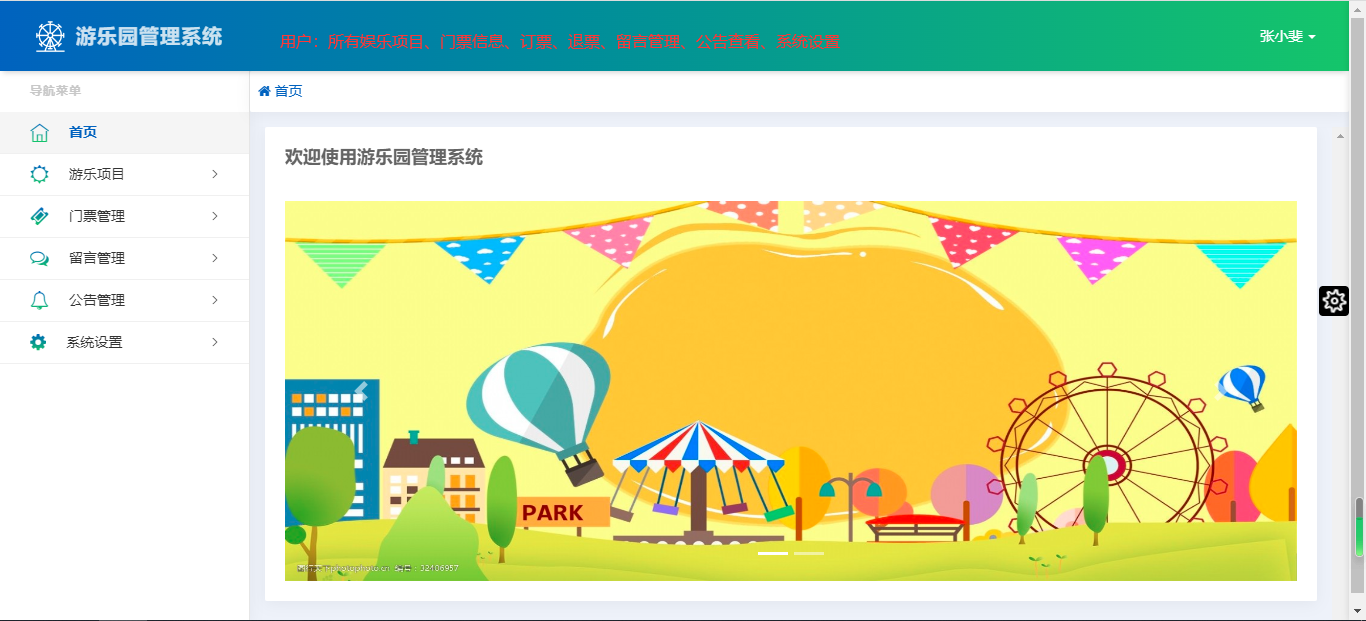 游乐园管理系统
用户：所有娱乐项目、门票信息、订票、退票、留言管理、公告查看、系统设置
张小斐
导航菜单
首页
首页
游乐项目
门票管理
留言管理
公告管理
系统设置
欢迎使用游乐园管理系统
PARK
编号：32406957